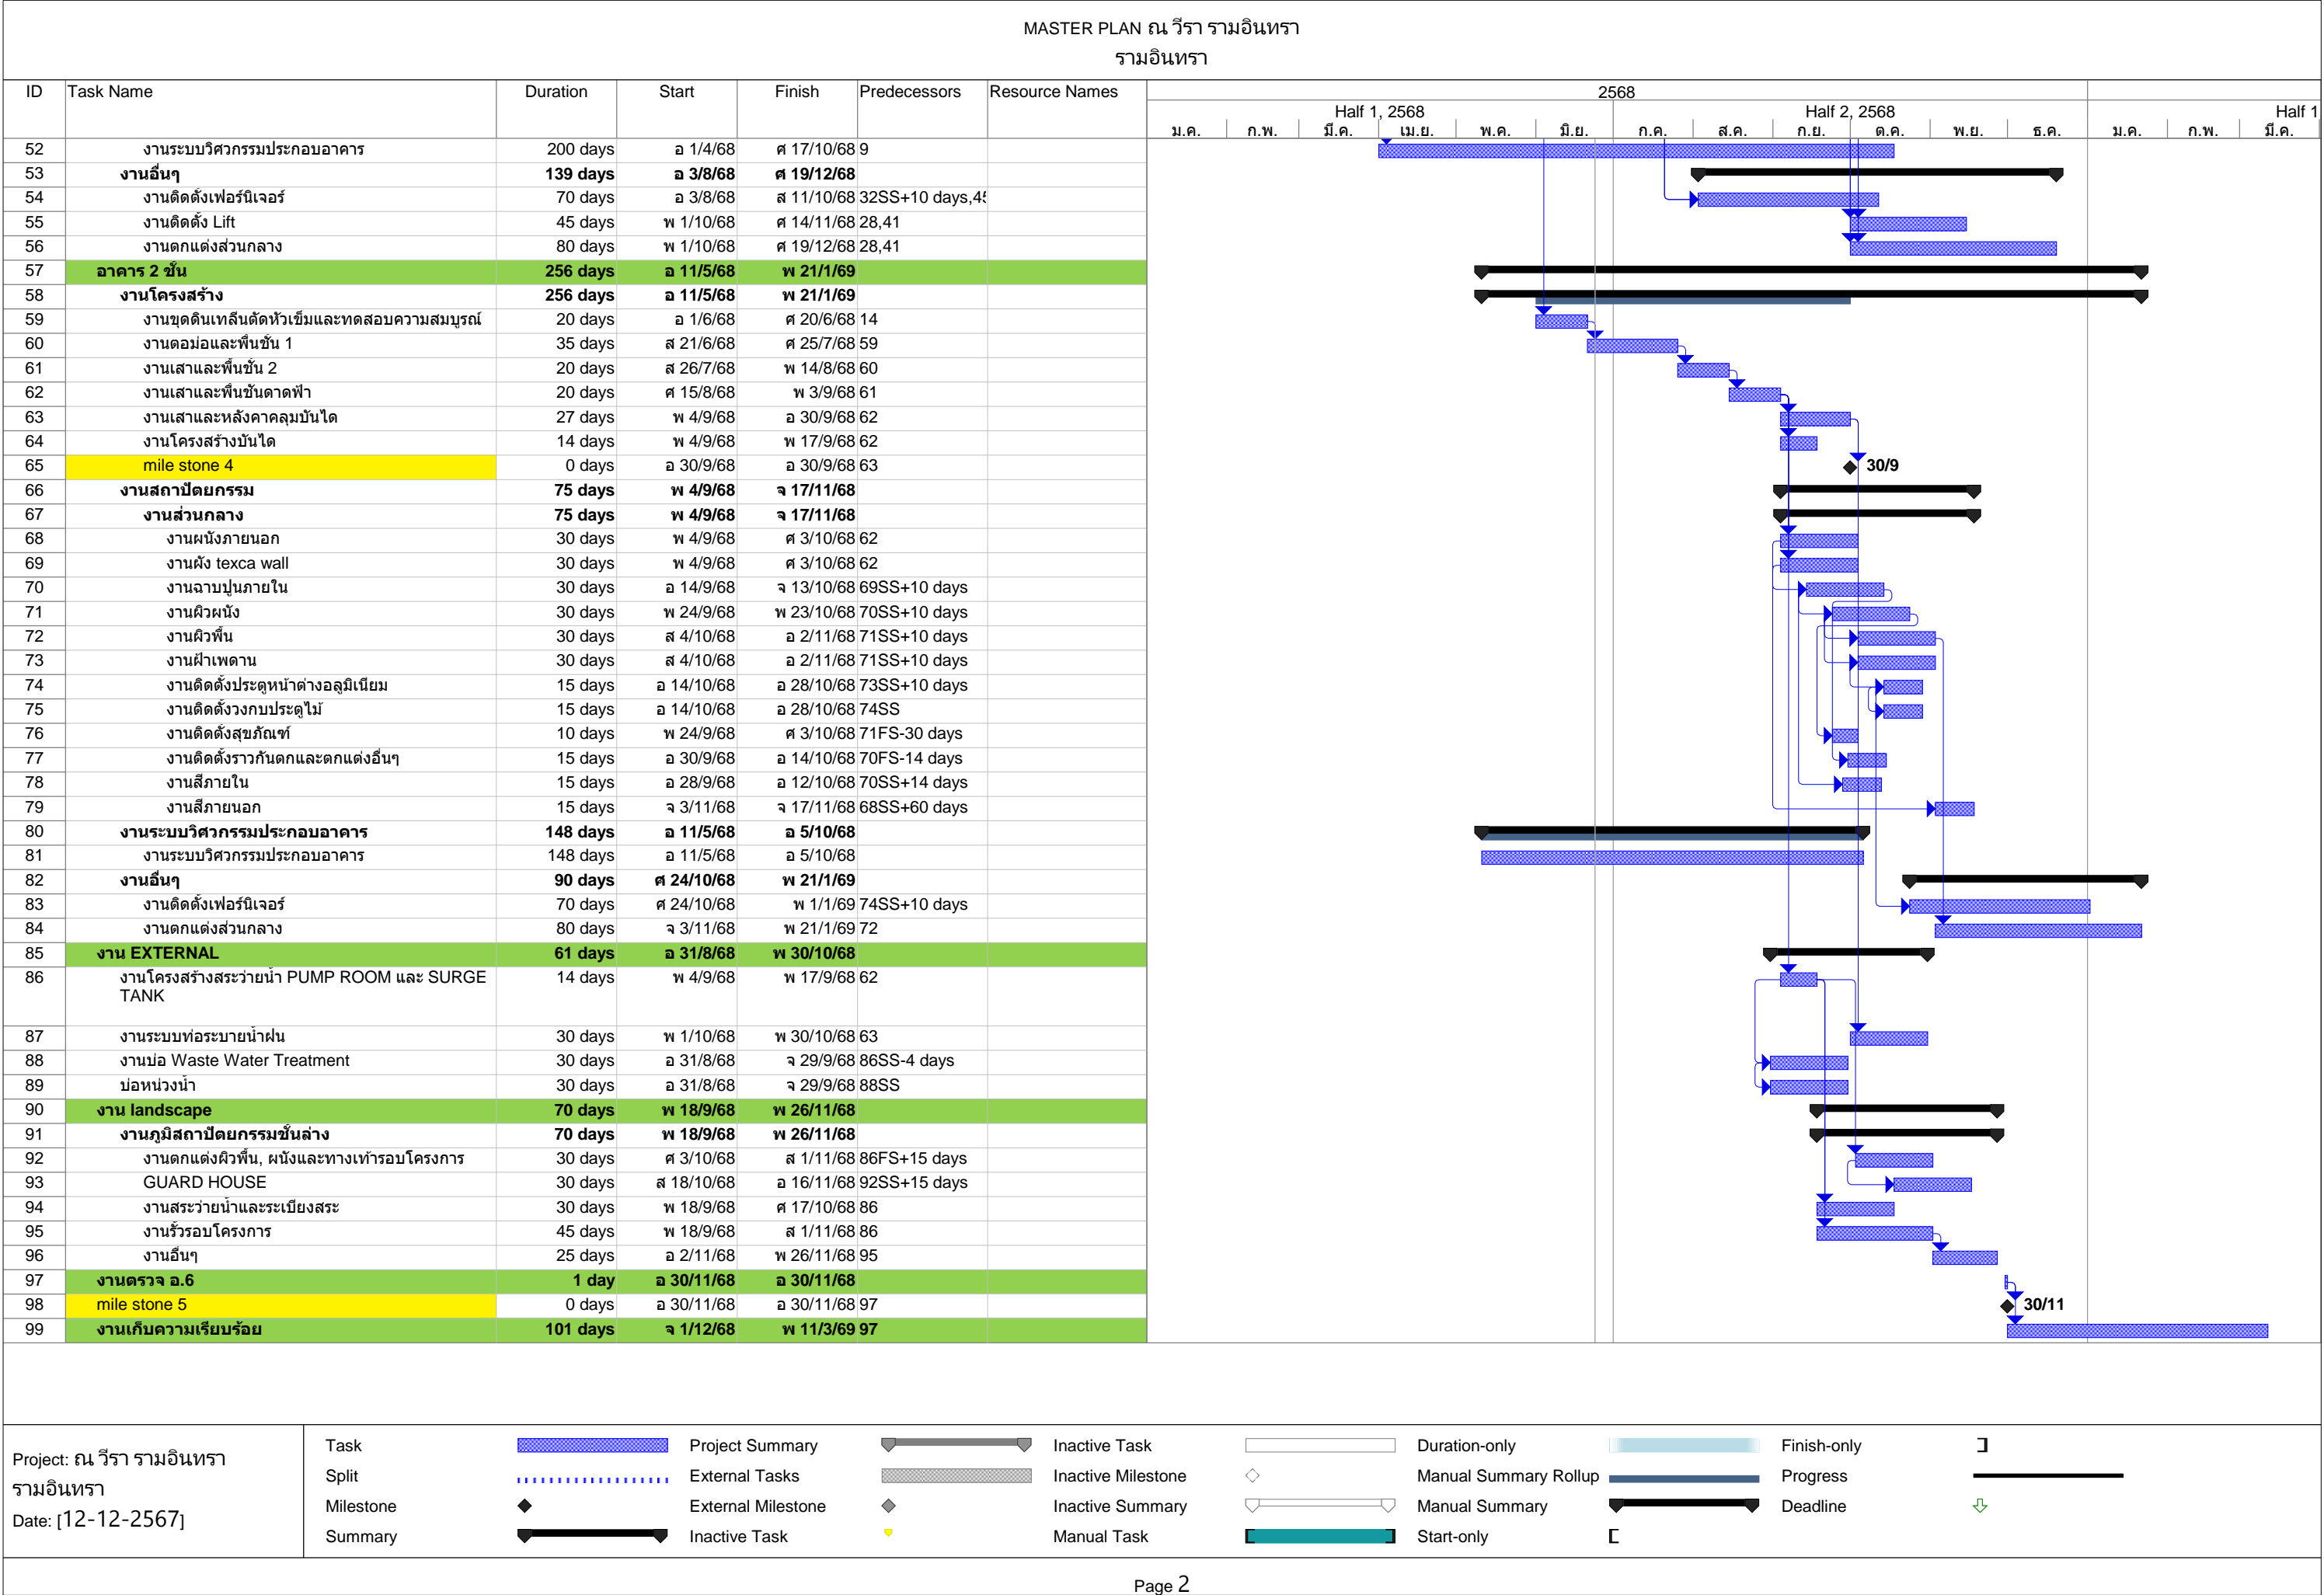 MASTER PLAN ณ วีรา รามอินทรา
รามอินทรา
ID Task Name Duration Start Finish Predecessors Resource Names
2568
Half 1, 2568 Half 2, 2568 Half 1
ม.ค. ก.พ. มี.ค. เม.ย. พ.ค. มิ.ย. ก.ค. ส.ค. ก.ย. ต.ค. พ.ย. ธ.ค. ม.ค. ก.พ. มี.ค.
52 งานระบบวิศวกรรมประกอบอาคาร 200 days อ 1/4/68 ศ 17/10/68 9
53 งานอื่นๆ 139 days อ 3/8/68 ศ 19/12/68
54 งานติดตั้งเฟอร์นิเจอร์ 70 days อ 3/8/68 ส 11/10/68 32SS+10 days,45
55 งานติดตั้ง Lift 45 days พ 1/10/68 ศ 14/11/68 28,41
56 งานตกแต่งส่วนกลาง 80 days พ 1/10/68 ศ 19/12/68 28,41
57 อาคาร 2 ชั้น 256 days อ 11/5/68 พ 21/1/69
58 งานโครงสร้าง 256 days อ 11/5/68 พ 21/1/69
59 งานขุดดินเทลีนตัดหัวเข็มและทดสอบความสมบูรณ์ 20 days อ 1/6/68 ศ 20/6/68 14
60 งานตอม่อและพื้นชั้น 1 35 days ส 21/6/68 ศ 25/7/68 59
61 งานเสาและพื้นชั้น 2 20 days ส 26/7/68 พ 14/8/68 60
62 งานเสาและพื้นชั้นดาดฟ้า 20 days ศ 15/8/68 พ 3/9/68 61
63 งานเสาและหลังคาคลุมบันได 27 days พ 4/9/68 อ 30/9/68 62
64 งานโครงสร้างบันได 14 days พ 4/9/68 พ 17/9/68 62
65 mile stone 4 0 days อ 30/9/68 อ 30/9/68 63 30/9
66 งานสถาปัตยกรรม 75 days พ 4/9/68 จ 17/11/68
67 งานส่วนกลาง 75 days พ 4/9/68 จ 17/11/68
68 งานผนังภายนอก 30 days พ 4/9/68 ศ 3/10/68 62
69 งานผัง texca wall 30 days พ 4/9/68 ศ 3/10/68 62
70 งานฉาบปูนภายใน 30 days อ 14/9/68 จ 13/10/68 69SS+10 days
71 งานผิวผนัง 30 days พ 24/9/68 พ 23/10/68 70SS+10 days
72 งานผิวพื้น 30 days ส 4/10/68 อ 2/11/68 71SS+10 days
73 งานฝ้าเพดาน 30 days ส 4/10/68 อ 2/11/68 71SS+10 days
74 งานติดตั้งประตูหน้าต่างอลูมิเนียม 15 days อ 14/10/68 อ 28/10/68 73SS+10 days
75 งานติดตั้งวงกบประตูไม้ 15 days อ 14/10/68 อ 28/10/68 74SS
76 งานติดตั้งสุขภัณฑ์ 10 days พ 24/9/68 ศ 3/10/68 71FS-30 days
77 งานติดตั้งราวกันตกและตกแต่งอื่นๆ 15 days อ 30/9/68 อ 14/10/68 70FS-14 days
78 งานสีภายใน 15 days อ 28/9/68 อ 12/10/68 70SS+14 days
79 งานสีภายนอก 15 days จ 3/11/68 จ 17/11/68 68SS+60 days
80 งานระบบวิศวกรรมประกอบอาคาร 148 days อ 11/5/68 อ 5/10/68
81 งานระบบวิศวกรรมประกอบอาคาร 148 days อ 11/5/68 อ 5/10/68
82 งานอื่นๆ 90 days ศ 24/10/68 พ 21/1/69
83 งานติดตั้งเฟอร์นิเจอร์ 70 days ศ 24/10/68 พ 1/1/69 74SS+10 days
84 งานตกแต่งส่วนกลาง 80 days จ 3/11/68 พ 21/1/69 72
85 งาน EXTERNAL 61 days อ 31/8/68 พ 30/10/68
86 งานโครงสร้างสระว่ายน้ำ PUMP ROOM และ SURGE 14 days พ 4/9/68 พ 17/9/68 62
TANK
87 งานระบบท่อระบายน้ำฝน 30 days พ 1/10/68 พ 30/10/68 63
88 งานบ่อ Waste Water Treatment 30 days อ 31/8/68 จ 29/9/68 86SS-4 days
89 บ่อหน่วงน้ำ 30 days อ 31/8/68 จ 29/9/68 88SS
90 งาน landscape 70 days พ 18/9/68 พ 26/11/68
91 งานภูมิสถาปัตยกรรมชั้นล่าง 70 days พ 18/9/68 พ 26/11/68
92 งานตกแต่งผิวพื้น, ผนังและทางเท้ารอบโครงการ 30 days ศ 3/10/68 ส 1/11/68 86FS+15 days
93 GUARD HOUSE 30 days ส 18/10/68 อ 16/11/68 92SS+15 days
94 งานสระว่ายน้ำและระเบียงสระ 30 days พ 18/9/68 ศ 17/10/68 86
95 งานรั้วรอบโครงการ 45 days พ 18/9/68 ส 1/11/68 86
96 งานอื่นๆ 25 days อ 2/11/68 พ 26/11/68 95
97 งานตรวจ อ.6 1 day อ 30/11/68 อ 30/11/68
98 mile stone 5 0 days อ 30/11/68 อ 30/11/68 97 30/11
99 งานเก็บความเรียบร้อย 101 days จ 1/12/68 พ 11/3/69 97
Project: ณ วีรา รามอินทรา
รามอินทรา
Date: [12-12-2567]
Task Project Summary Inactive Task Duration-only Finish-only
Split External Tasks Inactive Milestone Manual Summary Rollup Progress
Milestone External Milestone Inactive Summary Manual Summary Deadline
Summary Inactive Task Manual Task Start-only
Page 2